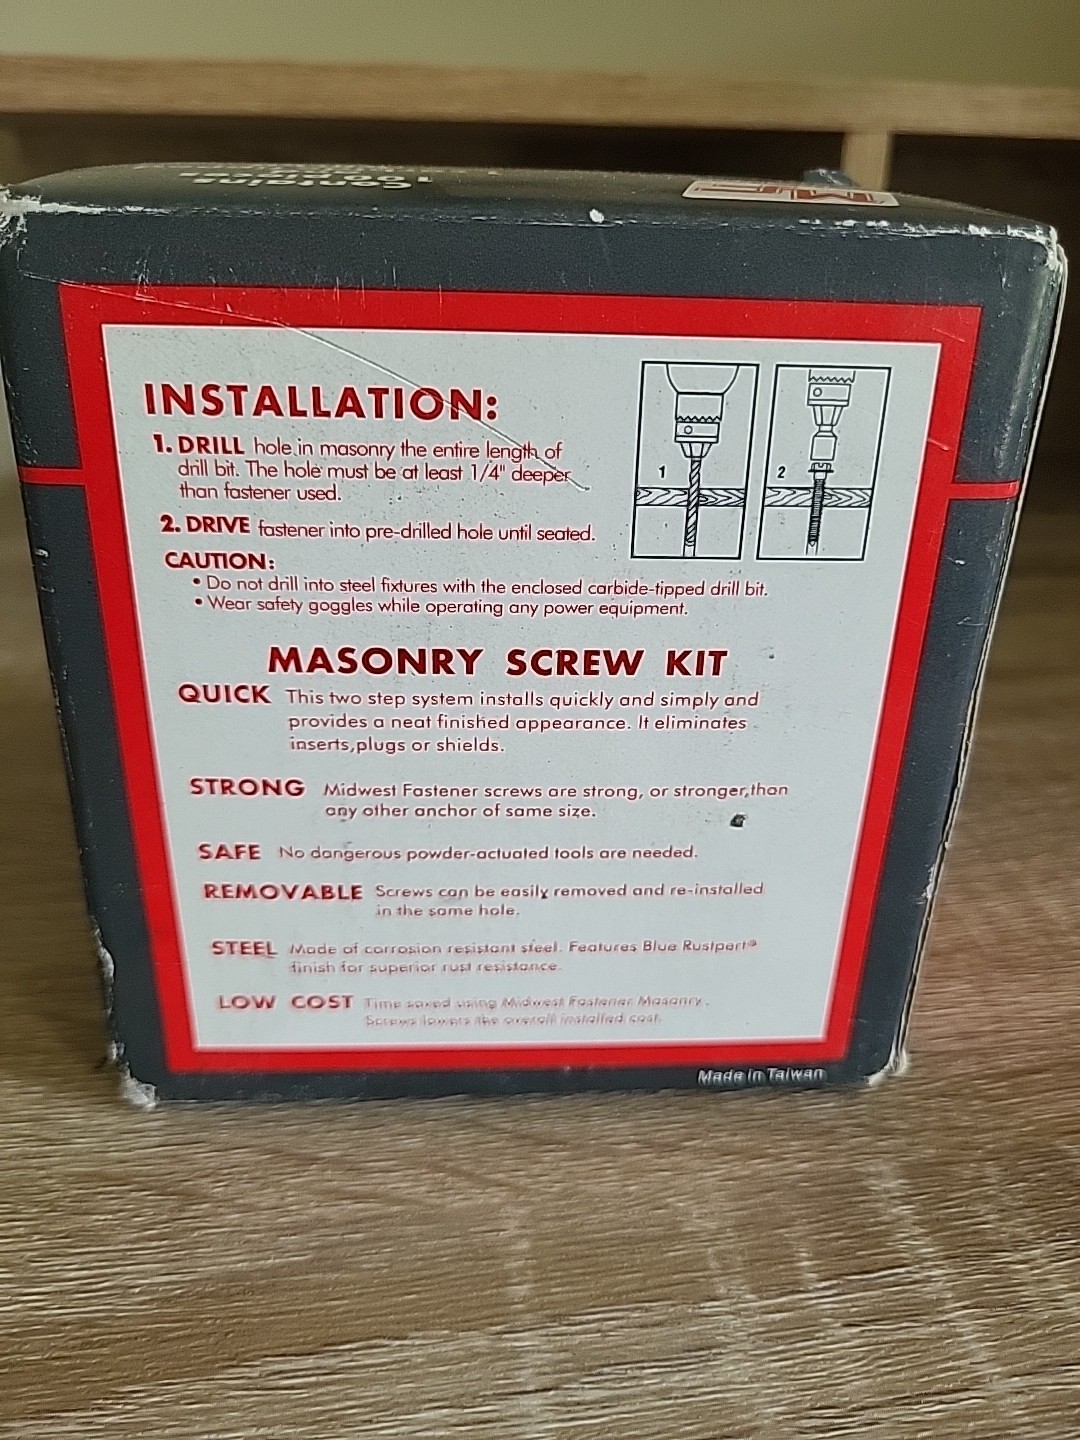 Contains
100 pieces
INSTALLATION:
1. DRILL hole in masonry the entire length of
drill bit. The hole must be at least 1/4" deeper
than fastener used.
2. DRIVE fastener into pre-drilled hole until seated.
1
2
CAUTION:
• Do not drill into steel fixtures with the enclosed carbide-tipped drill bit.
• Wear safety goggles while operating any power equipment.
MASONRY SCREW KIT
QUICK This two step system installs quickly and simply and
provides a neat finished appearance. It eliminates
inserts,plugs or shields.
STRONG Midwest Fastener screws are strong, or stronger,than
any other anchor of same size.
SAFE No dangerous powder-actuated tools are needed.
REMOVABLE Screws can be easily removed and re-installed
in the same hole.
STEEL Made of corrosion resistant steel. Features Blue Rustpert®
finish for superior rust resistance.
LOW COST Time saved using Midwest Fastener Masonry
Screws lowers the overall installed cost.
Made in Taiwan